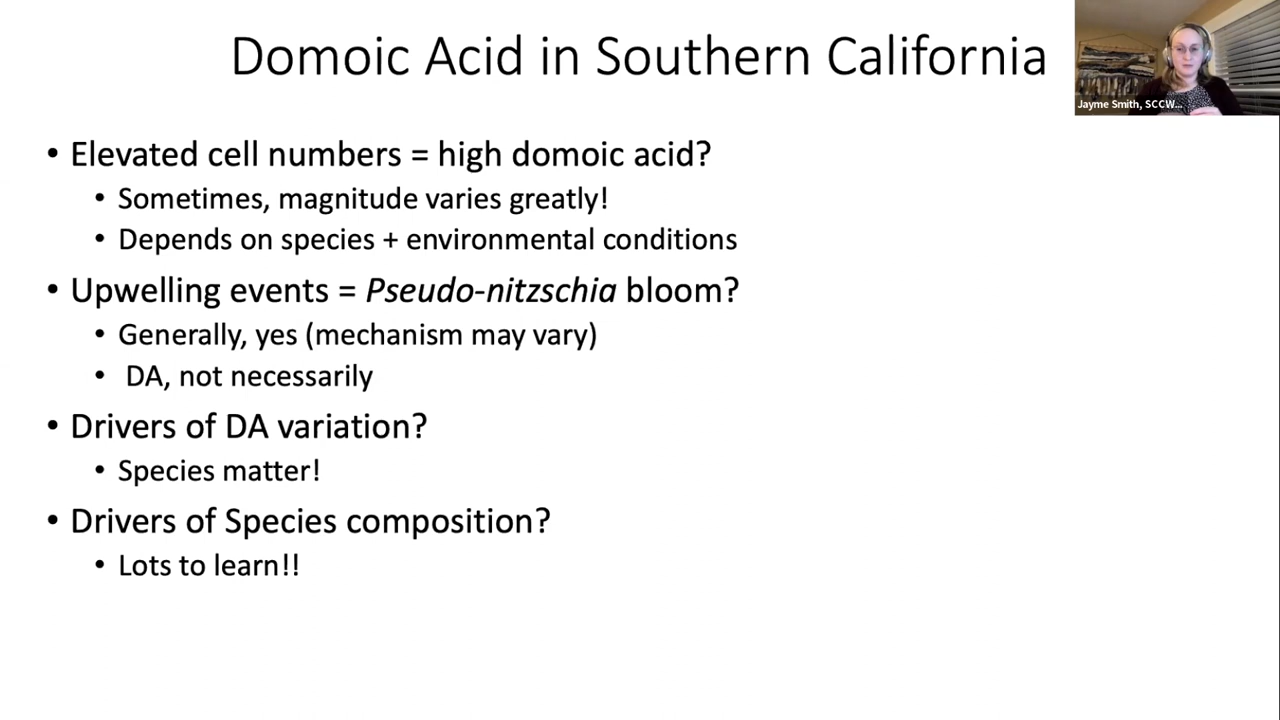 Domoic Acid in Southern California
Jayme Smith, SCCW...
• Elevated cell numbers = high domoic acid?
• Sometimes, magnitude varies greatly!
• Depends on species + environmental conditions
• Upwelling events = Pseudo-nitzschia bloom?
• Generally, yes (mechanism may vary)
• DA, not necessarily
• Drivers of DA variation?
• Species matter!
• Drivers of Species composition?
• Lots to learn!!